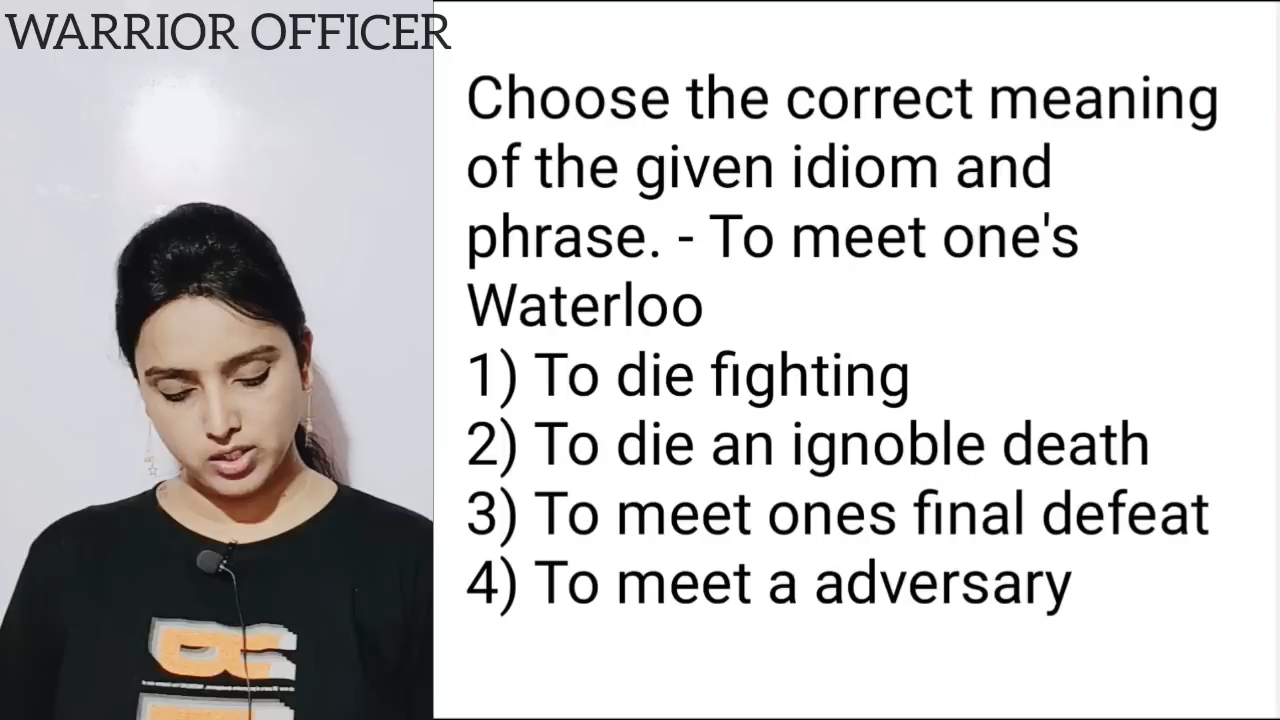 WARRIOR OFFICER
Choose the correct meaning
of the given idiom and
phrase. - To meet one's
Waterloo
1) To die fighting
2) To die an ignoble death
3) To meet ones final defeat
4) To meet a adversary